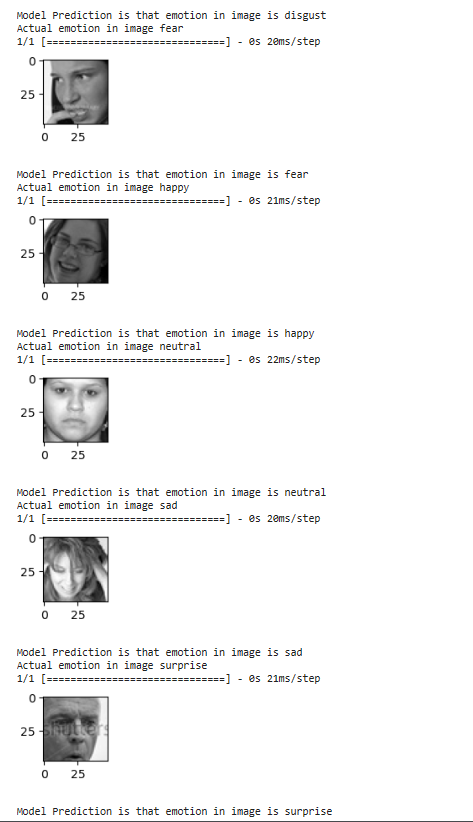 Model Prediction is that emotion in image is disgust
Actual emotion in image fear
1/1 [==============================] - 0s 20ms/step
0
25
0 25
Model Prediction is that emotion in image is fear
Actual emotion in image happy
1/1 [==============================] - 0s 21ms/step
0
25
0 25
Model Prediction is that emotion in image is happy
Actual emotion in image neutral
1/1 [==============================] - 0s 22ms/step
0
25
0 25
Model Prediction is that emotion in image is neutral
Actual emotion in image sad
1/1 [==============================] - 0s 20ms/step
0
25
0 25
Model Prediction is that emotion in image is sad
Actual emotion in image surprise
1/1 [==============================] - 0s 21ms/step
0
25
shutters
0 25
Model Prediction is that emotion in image is surprise